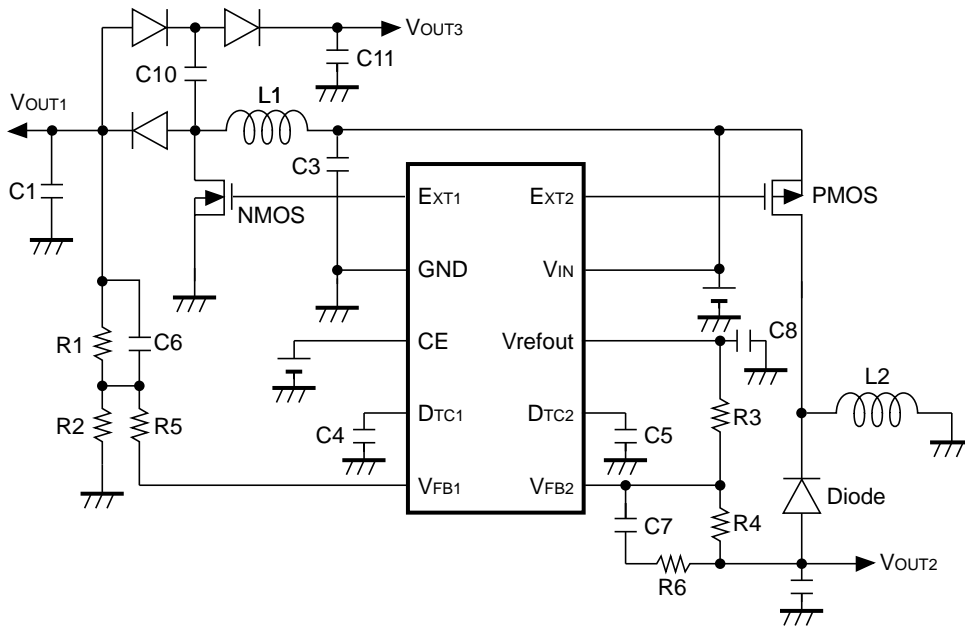 VOUT3
C11
C10
L1
VOUT1
C3
C1
EXT1
EXT2
PMOS
NMOS
GND
VIN
C8
R1
C6
CE
Vrefout
L2
R2
R5
C4
DTC1
DTC2
C5
R3
VFB1
VFB2
C7
R4
Diode
R6
VOUT2